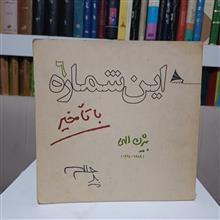 این شماره
با تأخیر
بیژن الهی